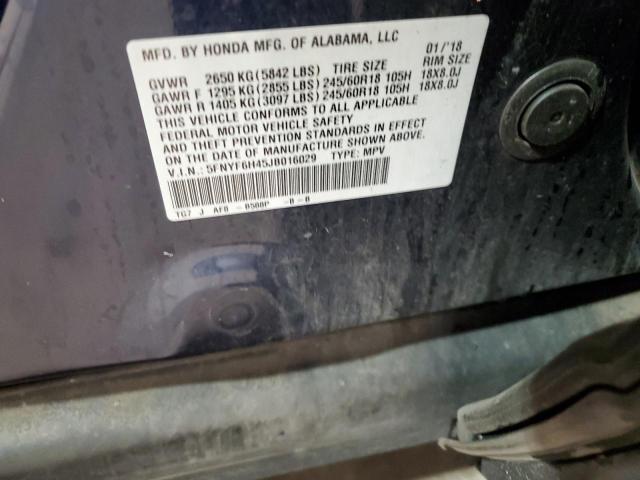 MFD. BY HONDA MFG. OF ALABAMA, LLC 01/'18
GVWR 2650 KG (5842 LBS) TIRE SIZE RIM SIZE
GAWR F 1295 KG (2855 LBS) 245/60R18 105H 18X8.0J
GAWR R 1405 KG (3097 LBS) 245/60R18 105H 18X8.0J
THIS VEHICLE CONFORMS TO ALL APPLICABLE
FEDERAL MOTOR VEHICLE SAFETY
AND THEFT PREVENTION STANDARDS IN EFFECT
ON DATE OF MANUFACTURE SHOWN ABOVE.
V.I.N.: 5FNYF6H45JB016029 TYPE: MPV
TG7 J AF0 - B588P -B-B